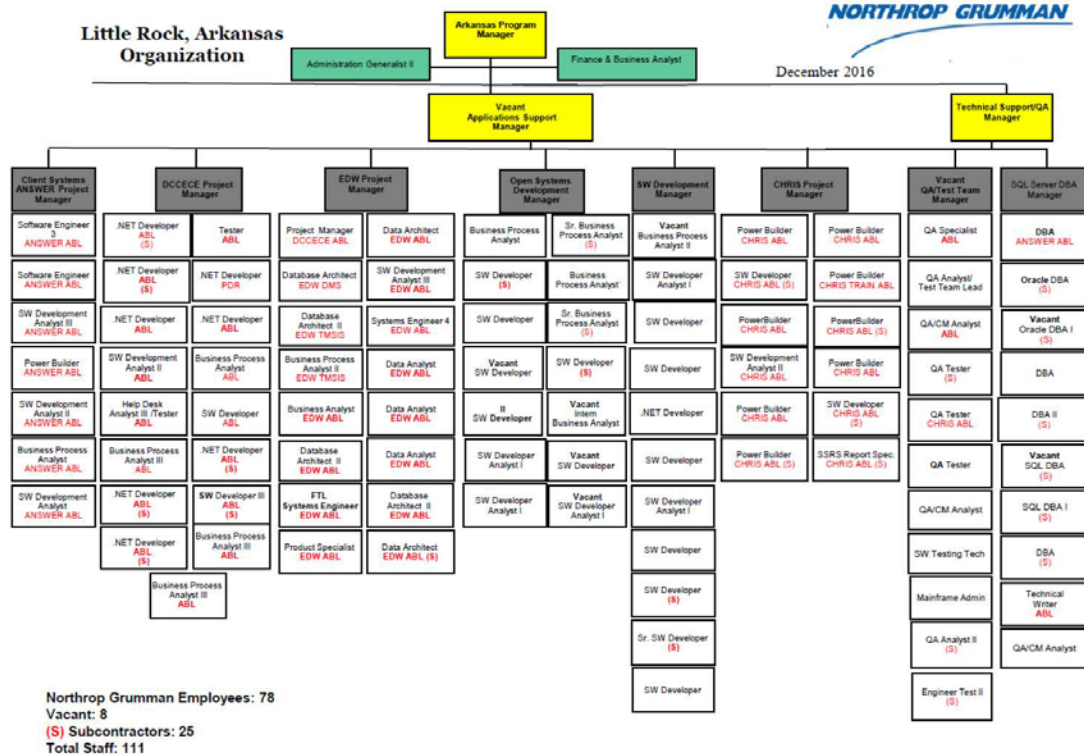 Little Rock, Arkansas
Organization
NORTHROP GRUMMAN
December 2016
Arkansas Program
Manager
Administration Generalist II
Finance & Business Analyst
Vacant
Applications Support
Manager
Technical Support/QA
Manager
Client Systems
ANSWER Project
Manager
Software Engineer
3
ANSWER ABL
Software Engineer
ANSWER ABL
SW Development
Analyst III
ANSWER ABL
Power Builder
ANSWER ABL
SW Development
Analyst II
ANSWER ABL
Business Process
Analyst
ANSWER ABL
SW Development
Analyst
ANSWER ABL
DCCECE Project
Manager
.NET Developer
ABL
(S)
.NET Developer
ABL
(S)
.NET Developer
ABL
SW Development
Analyst II
ABL
Help Desk
Analyst III /Tester
ABL
Business Process
Analyst III
ABL
.NET Developer
ABL
(S)
.NET Developer
ABL
(S)
Tester
ABL
.NET Developer
PDR
.NET Developer
ABL
Business Process
Analyst
ABL
SW Developer
ABL
.NET Developer
ABL
(S)
SW Developer III
ABL
(S)
Business Process
Analyst III
ABL
Business Process
Analyst III
ABL
EDW Project
Manager
Project Manager
DCCECE ABL
Database Architect
EDW DMS
Database
Architect II
EDW TMSIS
Business Process
Analyst II
EDW TMSIS
Business Analyst
EDW ABL
Database
Architect II
EDW ABL
FTL
Systems Engineer
EDW ABL
Product Specialist
EDW ABL
Data Architect
EDW ABL
SW Development
Analyst III
EDW ABL
Systems Engineer 4
EDW ABL
Data Analyst
EDW ABL
Data Analyst
EDW ABL
Data Analyst
EDW ABL
Database
Architect II
EDW ABL
Data Architect
EDW ABL (S)
Open Systems
Development
Manager
Business Process
Analyst
SW Developer
(S)
SW Developer
Vacant
SW Developer
II
SW Developer
SW Developer
Analyst I
SW Developer
Analyst I
Sr. Business
Process Analyst
(S)
Business
Process Analyst
Sr. Business
Process Analyst
(S)
SW Developer
(S)
Vacant
Intern
Business Analyst
Vacant
SW Developer
Vacant
SW Developer
Analyst I
SW Development
Manager
Vacant
Business Process
Analyst II
SW Developer
Analyst I
SW Developer
SW Developer
.NET Developer
SW Developer
SW Developer
Analyst I
SW Developer
SW Developer
(S)
Sr. SW Developer
(S)
SW Developer
CHRIS Project
Manager
Power Builder
CHRIS ABL
SW Developer
CHRIS ABL (S)
PowerBuilder
CHRIS ABL
SW Development
Analyst II
CHRIS ABL
Power Builder
CHRIS ABL
Power Builder
CHRIS ABL (S)
Power Builder
CHRIS ABL
Power Builder
CHRIS TRAIN ABL
PowerBuilder
CHRIS ABL (S)
Power Builder
CHRIS ABL
SW Developer
CHRIS ABL
(S)
SSRS Report Spec.
CHRIS ABL (S)
Vacant
QA/Test Team
Manager
QA Specialist
ABL
QA Analyst/
Test Team Lead
QA/CM Analyst
ABL
QA Tester
(S)
QA Tester
CHRIS ABL
QA Tester
QA/CM Analyst
SW Testing Tech
Mainframe Admin
QA Analyst II
(S)
Engineer Test II
(S)
SQL Server DBA
Manager
DBA
ANSWER ABL
Oracle DBA
(S)
Vacant
Oracle DBA I
(S)
DBA
DBA II
(S)
Vacant
SQL DBA
(S)
SQL DBA I
(S)
DBA
(S)
Technical
Writer
ABL
QA/CM Analyst
Northrop Grumman Employees: 78
Vacant: 8
(S) Subcontractors: 25
Total Staff: 111